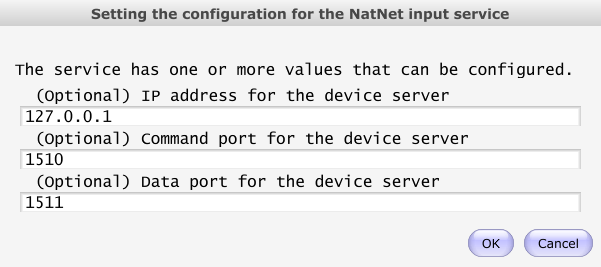 Setting the configuration for the NatNet input service
The service has one or more values that can be configured.
(Optional) IP address for the device server
127.0.0.1
(Optional) Command port for the device server
1510
(Optional) Data port for the device server
1511
OK Cancel